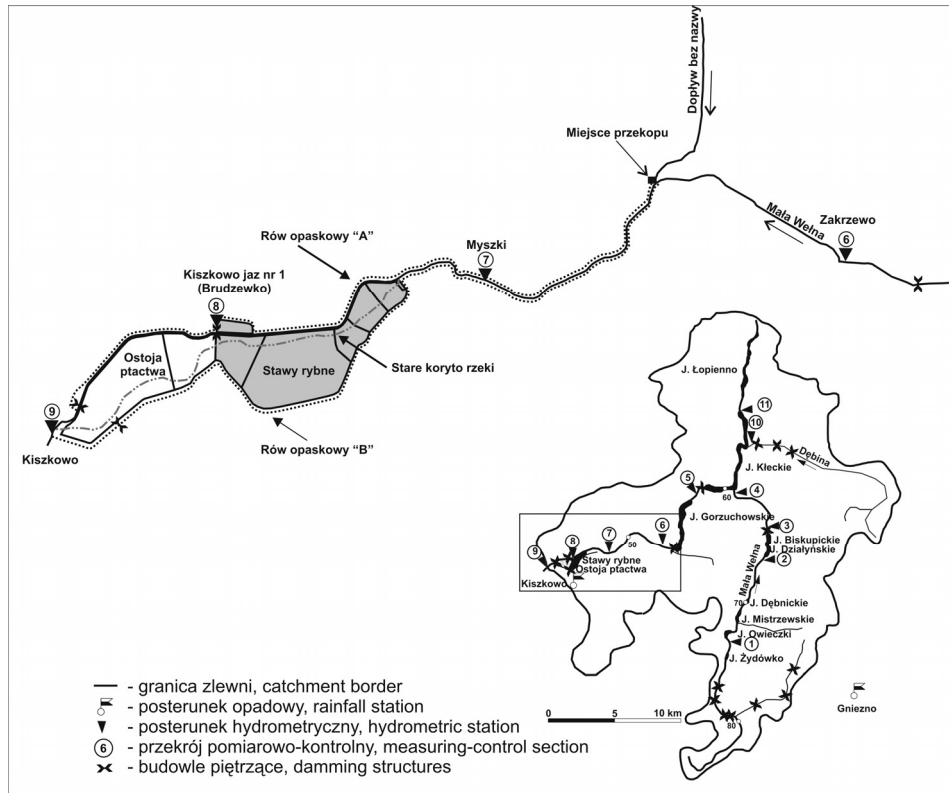 Dopływ bez nazwy
Miejsce przekopu
Mała Wełna
Zakrzewo
6
Rów opaskowy “A”
Myszki
7
Kiszkowo jaz nr 1
(Brudzewko)
8
Ostoja
ptactwa
Stawy rybne
Stare koryto rzeki
9
Kiszkowo
Rów opaskowy “B”
J. Łopienno
11
10
Dębina
J. Kłeckie
5
4
60
J. Gorzuchowskie
3
J. Biskupickie
J. Działyńskie
2
6
7
50
8
9
Stawy rybne
Ostoja ptactwa
Kiszkowo
Mała Wełna
70
J. Dębnickie
J. Mistrzewskie
J. Owieczki
1
J. Żydówko
80
Gniezno
0 5 10 km
- granica zlewni, catchment border
- posterunek opadowy, rainfall station
- posterunek hydrometryczny, hydrometric station
6 - przekrój pomiarowo-kontrolny, measuring-control section
- budowle piętrzące, damming structures